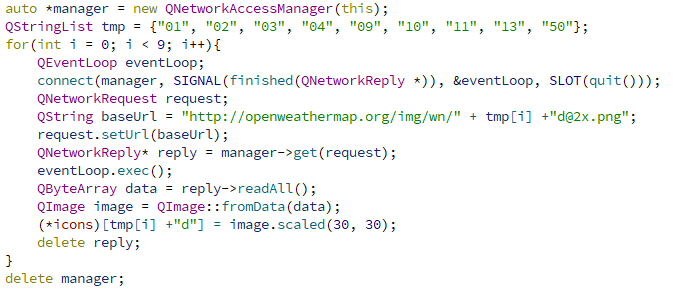 auto *manager = new QNetworkAccessManager(this);
QStringList tmp = {"01", "02", "03", "04", "09", "10", "11", "13", "50"};
for(int i = 0; i < 9; i++){
    QEventLoop eventLoop;
    connect(manager, SIGNAL(finished(QNetworkReply *)), &eventLoop, SLOT(quit()));
    QNetworkRequest request;
    QString baseUrl = "http://openweathermap.org/img/wn/" + tmp[i] +"d@2x.png";
    request.setUrl(baseUrl);
    QNetworkReply* reply = manager->get(request);
    eventLoop.exec();
    QByteArray data = reply->readAll();
    QImage image = QImage::fromData(data);
    (*icons)[tmp[i] +"d"] = image.scaled(30, 30);
    delete reply;
}
delete manager;